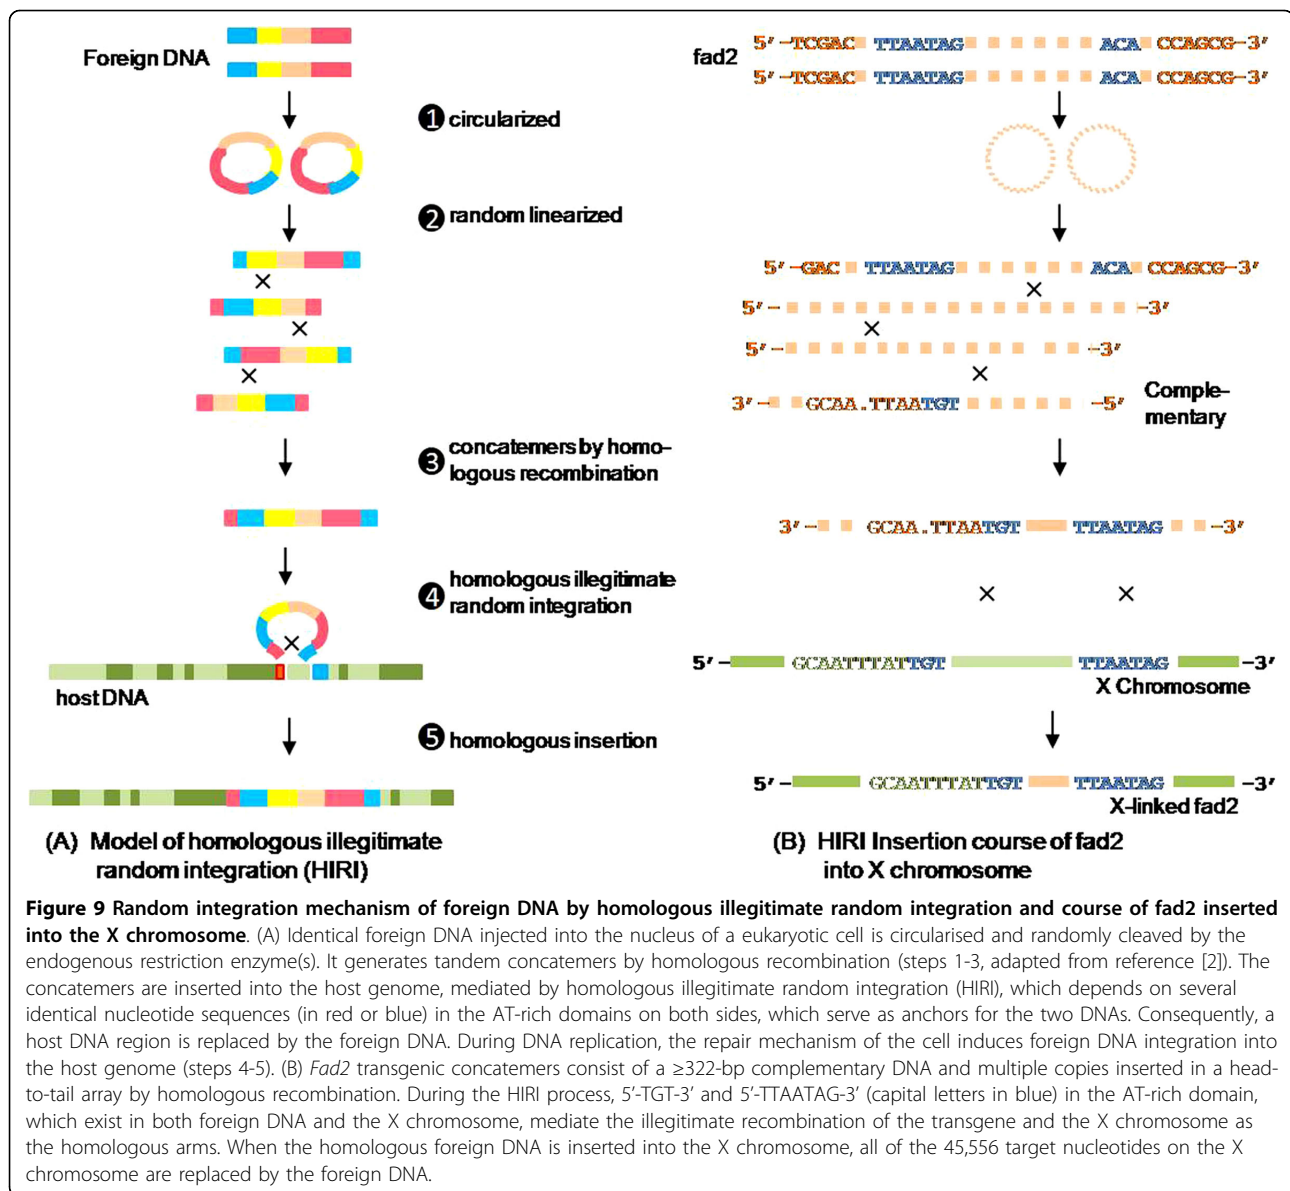 Foreign DNA
❶ circularized
❷ random linearized
❸ concatemers by homo-
logous recombination
❹ homologous illegitimate
random integration
host DNA
❺ homologous insertion
(A) Model of homologous illegitimate
random integration (HIRI)
fad2
5′-TCGAC TTAATAG ACA CCAGCG-3′
5′-TCGAC TTAATAG ACA CCAGCG-3′
5′-GAC TTAATAG ACA CCAGCG-3′
5′- -3′
5′- -3′
3′- GCAA.TTAATGT -5′
Comple-
mentary
3′- GCAA.TTAATGT TTAATAG -3′
5′- GCAATTTATTGT TTAATAG -3′
X Chromosome
5′- GCAATTTATTGT TTAATAG -3′
X-linked fad2
(B) HIRI Insertion course of fad2
into X chromosome
Figure 9 Random integration mechanism of foreign DNA by homologous illegitimate random integration and course of fad2 inserted
into the X chromosome. (A) Identical foreign DNA injected into the nucleus of a eukaryotic cell is circularised and randomly cleaved by the
endogenous restriction enzyme(s). It generates tandem concatemers by homologous recombination (steps 1-3, adapted from reference [2]). The
concatemers are inserted into the host genome, mediated by homologous illegitimate random integration (HIRI), which depends on several
identical nucleotide sequences (in red or blue) in the AT-rich domains on both sides, which serve as anchors for the two DNAs. Consequently, a
host DNA region is replaced by the foreign DNA. During DNA replication, the repair mechanism of the cell induces foreign DNA integration into
the host genome (steps 4-5). (B) Fad2 transgenic concatemers consist of a ≥322-bp complementary DNA and multiple copies inserted in a head-
to-tail array by homologous recombination. During the HIRI process, 5′-TGT-3′ and 5′-TTAATAG-3′ (capital letters in blue) in the AT-rich domain,
which exist in both foreign DNA and the X chromosome, mediate the illegitimate recombination of the transgene and the X chromosome as
the homologous arms. When the homologous foreign DNA is inserted into the X chromosome, all of the 45,556 target nucleotides on the X
chromosome are replaced by the foreign DNA.